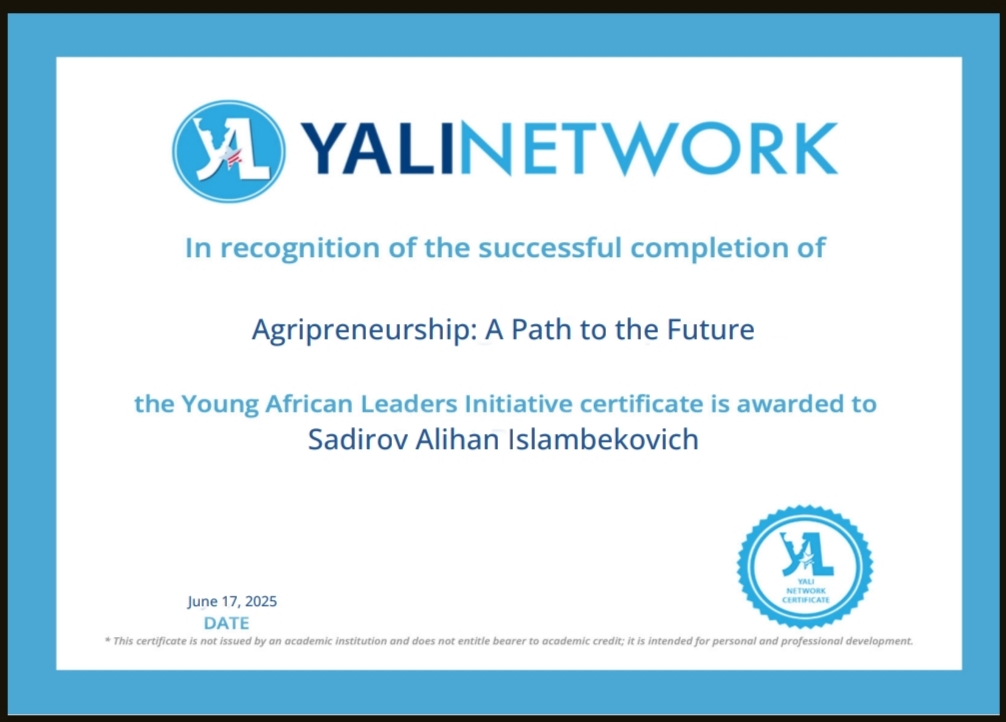 YALINETWORK
In recognition of the successful completion of
Agripreneurship: A Path to the Future
the Young African Leaders Initiative certificate is awarded to
Sadirov Alihan Islambekovich
YAL
YALI
NETWORK
CERTIFICATE
June 17, 2025
DATE
* This certificate is not issued by an academic institution and does not entitle bearer to academic credit; it is intended for personal and professional development.